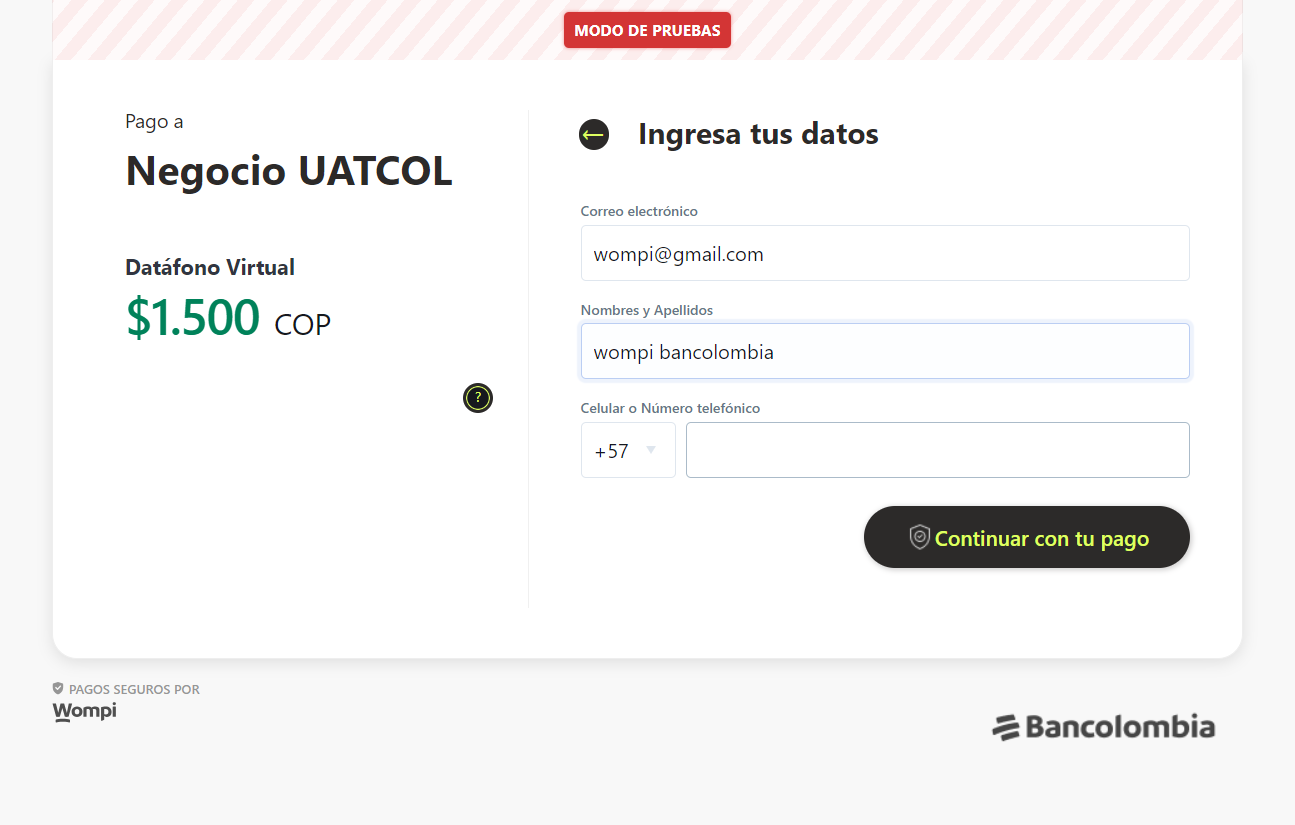 MODO DE PRUEBAS
Pago a
Negocio UATCOL
Datáfono Virtual
$1.500 COP
?
Ingresa tus datos
Correo electrónico
wompi@gmail.com
Nombres y Apellidos
wompi bancolombia
Celular o Número telefónico
+57
Continuar con tu pago
PAGOS SEGUROS POR
Wompi
Bancolombia